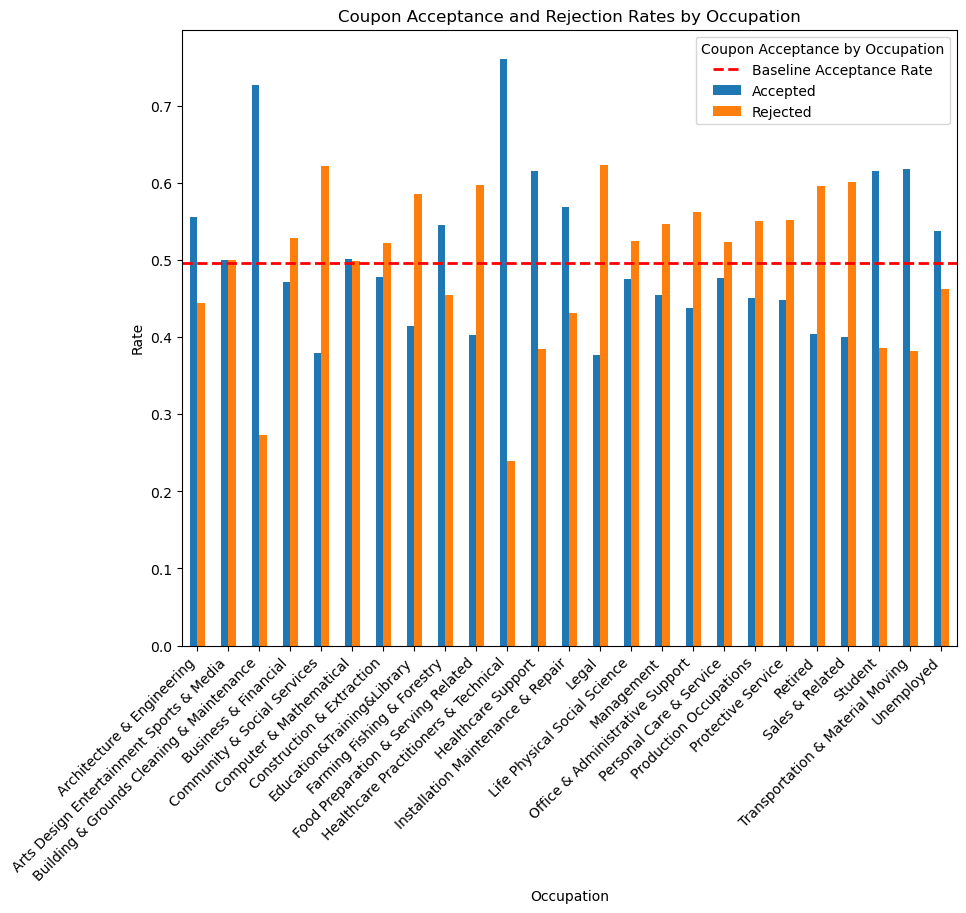 Coupon Acceptance and Rejection Rates by Occupation
Coupon Acceptance by Occupation
Baseline Acceptance Rate
Accepted
Rejected
Rate
0.7
0.6
0.5
0.4
0.3
0.2
0.1
0.0
Architecture & Engineering
Arts Design Entertainment Sports & Media
Building & Grounds Cleaning & Maintenance
Business & Financial
Community & Social Services
Computer & Mathematical
Construction & Extraction
Education&Training&Library
Farming Fishing & Forestry
Food Preparation & Serving Related
Healthcare Practitioners & Technical
Healthcare Support
Installation Maintenance & Repair
Legal
Life Physical Social Science
Management
Office & Administrative Support
Personal Care & Service
Production Occupations
Protective Service
Retired
Sales & Related
Student
Transportation & Material Moving
Unemployed
Occupation